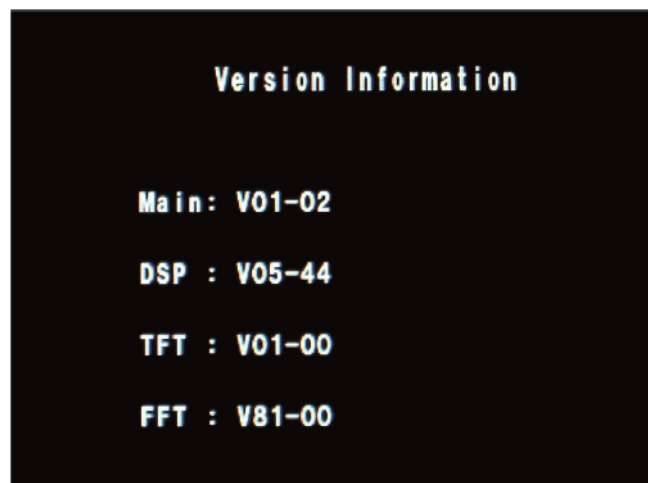 Version Information
Main: V01-02
DSP : V05-44
TFT : V01-00
FFT : V81-00